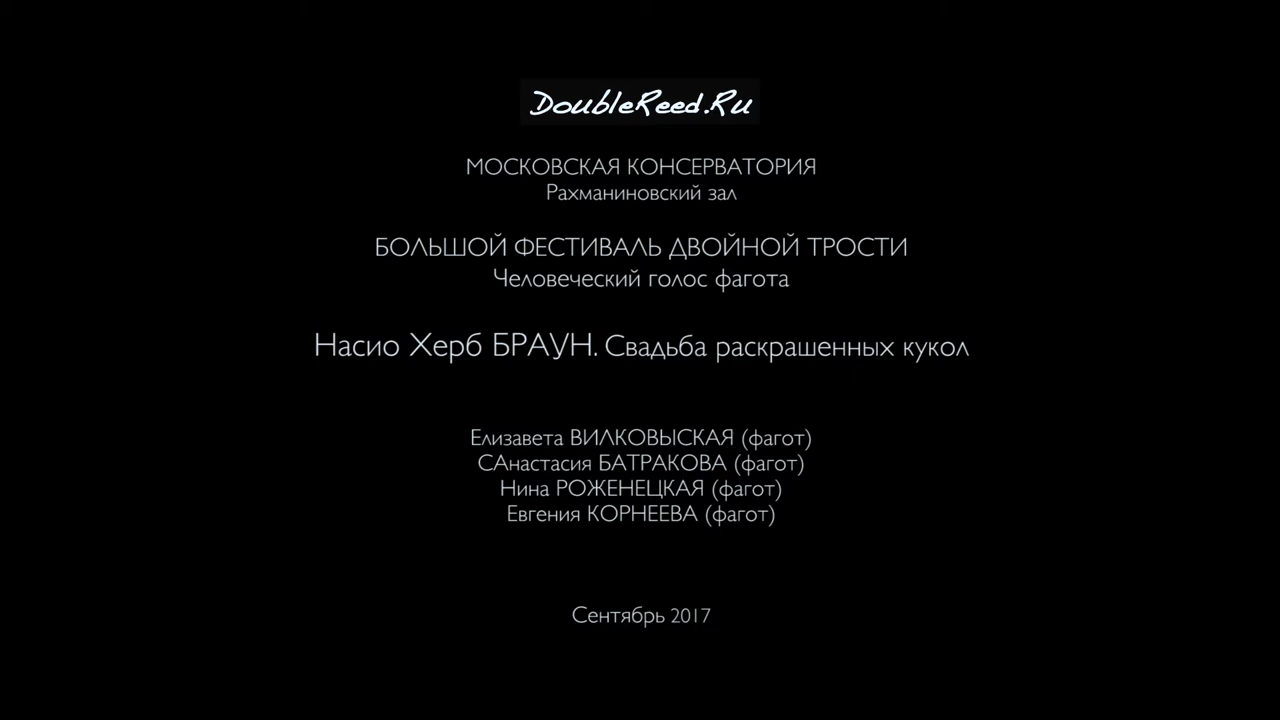 DoubleReed.Ru
МОСКОВСКАЯ КОНСЕРВАТОРИЯ
Рахманиновский зал
БОЛЬШОЙ ФЕСТИВАЛЬ ДВОЙНОЙ ТРОСТИ
Человеческий голос фагота
Насио Херб БРАУН. Свадьба раскрашенных кукол
Елизавета ВИЛКОВЫСКАЯ (фагот)
САнастасия БАТРАКОВА (фагот)
Нина РОЖЕНЕЦКАЯ (фагот)
Евгения КОРНЕЕВА (фагот)
Сентябрь 2017